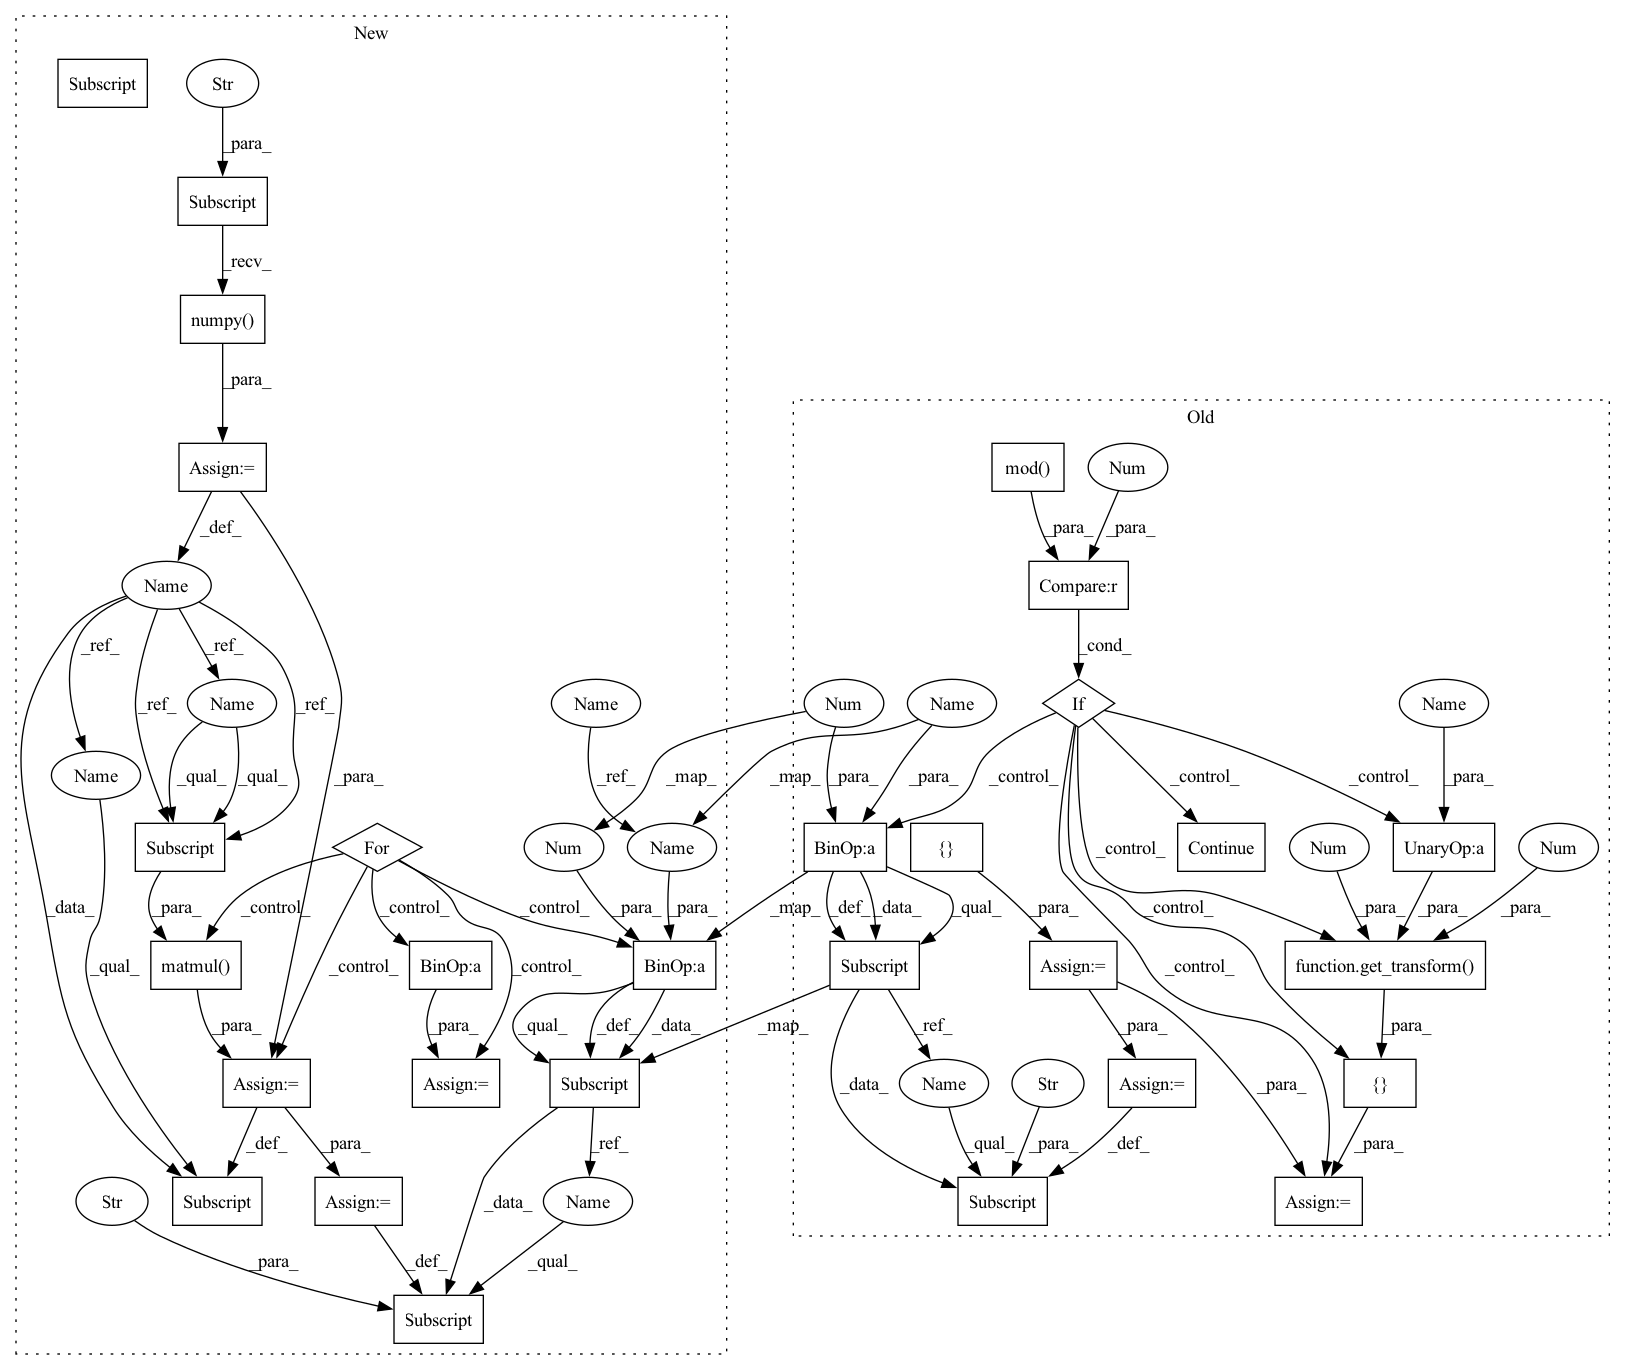 New
Subscript
Str
_para_
Subscript
_recv_
numpy()
_para_
Old
Assign:=
mod()
Num
_def_
_para_
_para_
Name
Compare:r
_ref_
_ref_
_cond_
Name
Name
Num
Name
If
Name
_ref_
_ref_
_qual_
_qual_
_ref_
_map_
_para_
_map_
_para_
_control_
_control_
_control_
_para_
Name
_para_
Subscript
For
Num
Name
BinOp:a
{}
Continue
Num
UnaryOp:a
Num
_control_
_data_
_para_
_control_
_control_
_control_
_para_
_para_
_map_
_def_
_data_
_qual_
_para_
_control_
_para_
_para_
_para_
_qual_
matmul()
_control_
BinOp:a
_control_
BinOp:a
Subscript
Assign:=
_control_
function.get_transform()
_para_
_para_
_qual_
_def_
_data_
_map_
_ref_
_para_
_para_
Assign:=
Assign:=
Subscript
_data_
Name
Str
Assign:=
_para_
{}
_def_
_para_
_ref_
_qual_
_para_
_def_
_para_
Str
Subscript
Assign:=
_data_
Name
Subscript
Assign:=
_para_
_def_
_qual_
Subscript